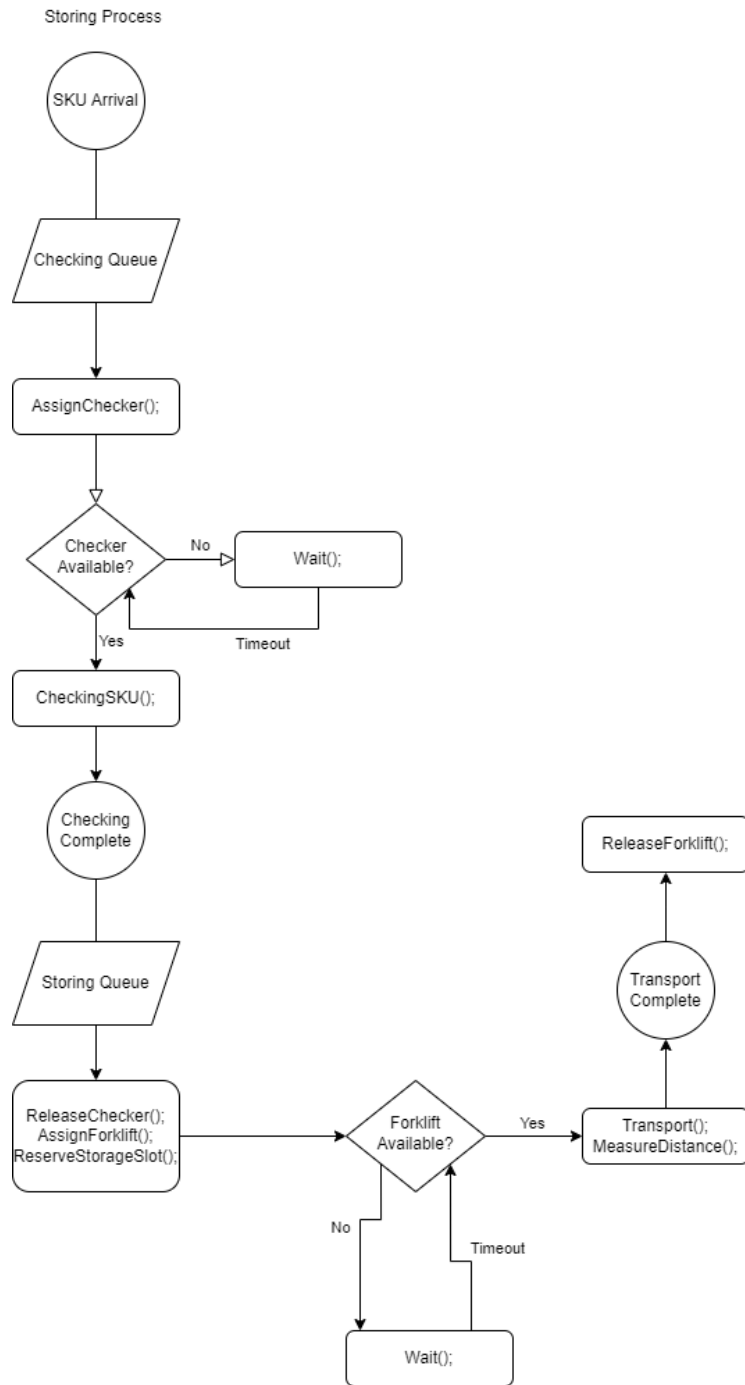 Storing Process
SKU Arrival
Checking Queue
AssignChecker();
Checker
Available?
No
Wait();
Timeout
Yes
CheckingSKU();
Checking
Complete
Storing Queue
ReleaseChecker();
AssignForklift();
ReserveStorageSlot();
Forklift
Available?
No
Wait();
Timeout
Yes
Transport();
MeasureDistance();
Transport
Complete
ReleaseForklift();